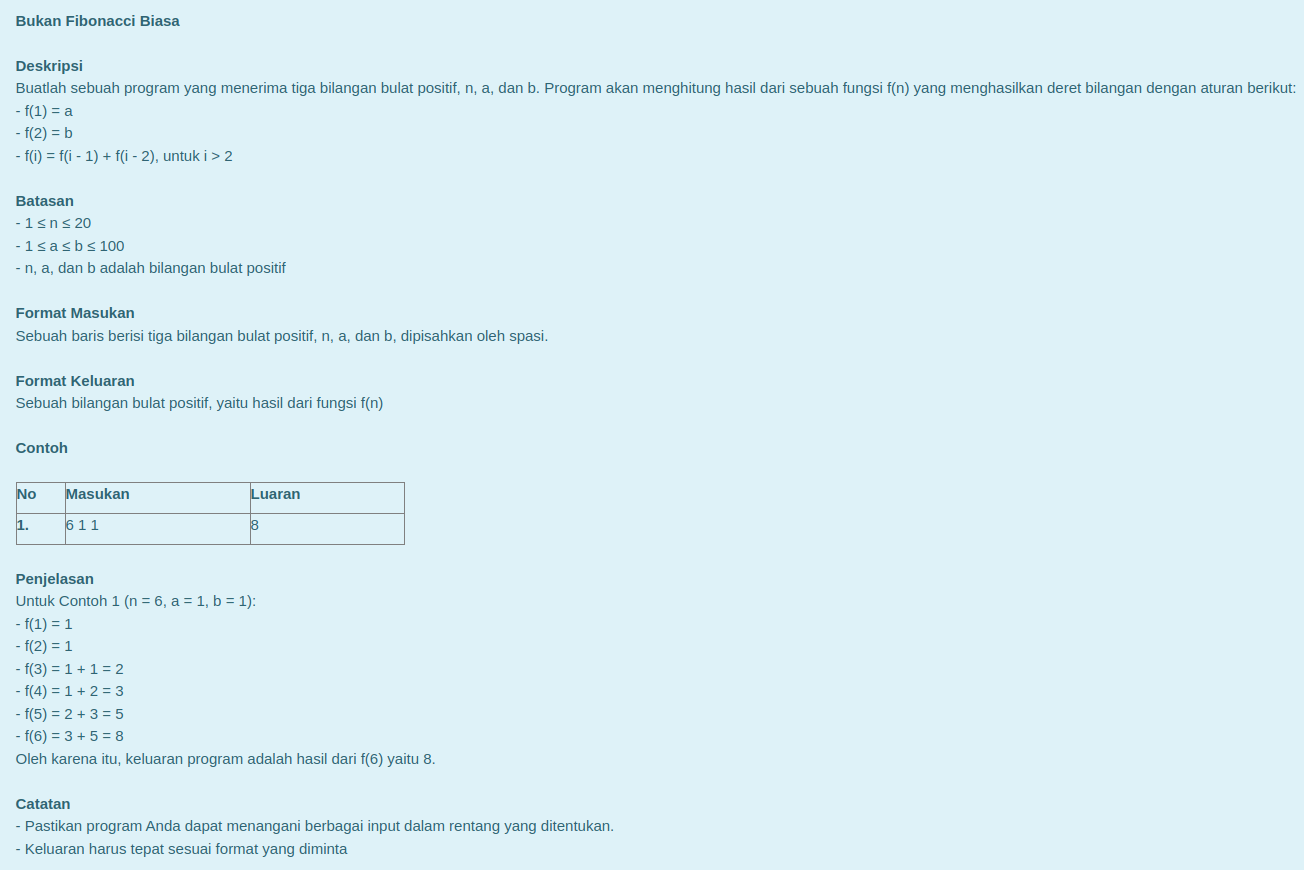 Bukan Fibonacci Biasa
Deskripsi
Buatlah sebuah program yang menerima tiga bilangan bulat positif, n, a, dan b. Program akan menghitung hasil dari sebuah fungsi f(n) yang menghasilkan deret bilangan dengan aturan berikut:
- f(1) = a
- f(2) = b
- f(i) = f(i - 1) + f(i - 2), untuk i > 2
Batasan
- 1 ≤ n ≤ 20
- 1 ≤ a ≤ b ≤ 100
- n, a, dan b adalah bilangan bulat positif
Format Masukan
Sebuah baris berisi tiga bilangan bulat positif, n, a, dan b, dipisahkan oleh spasi.
Format Keluaran
Sebuah bilangan bulat positif, yaitu hasil dari fungsi f(n)
Contoh
No Masukan Luaran
1. 6 1 1 8
Penjelasan
Untuk Contoh 1 (n = 6, a = 1, b = 1):
- f(1) = 1
- f(2) = 1
- f(3) = 1 + 1 = 2
- f(4) = 1 + 2 = 3
- f(5) = 2 + 3 = 5
- f(6) = 3 + 5 = 8
Oleh karena itu, keluaran program adalah hasil dari f(6) yaitu 8.
Catatan
- Pastikan program Anda dapat menangani berbagai input dalam rentang yang ditentukan.
- Keluaran harus tepat sesuai format yang diminta